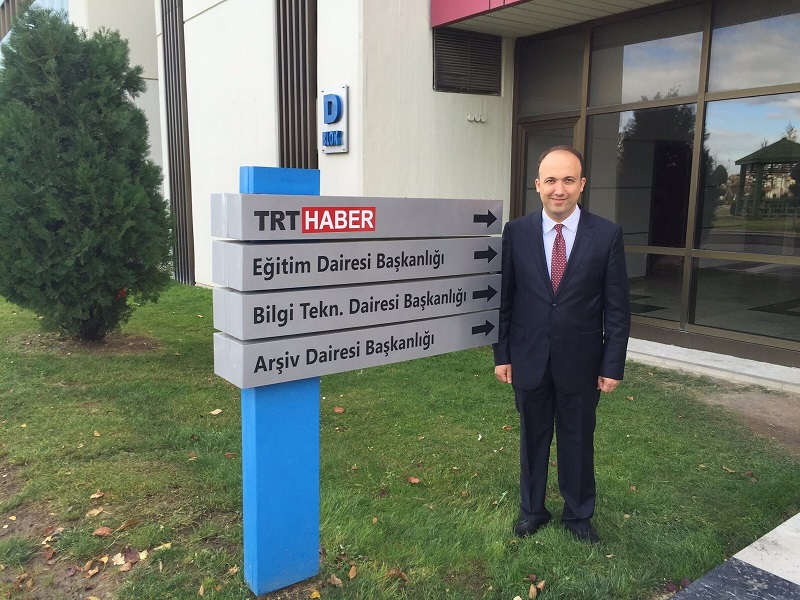 D
BLOK
TRT HABER
Eğitim Dairesi Başkanlığı
Bilgi Tekn. Dairesi Başkanlığı
Arşiv Dairesi Başkanlığı